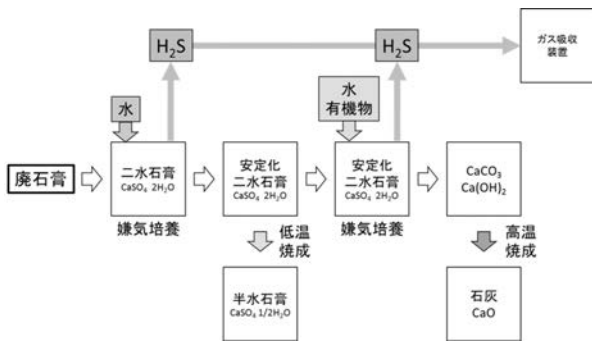 H₂S
H₂S
ガス吸収
装置
水
水
有機物
廃石膏
二水石膏
CaSO₄ 2H₂O
安定化
二水石膏
CaSO₄ 2H₂O
安定化
二水石膏
CaSO₄ 2H₂O
CaCO₃
Ca(OH)₂
嫌気培養
低温
焼成
嫌気培養
高温
焼成
半水石膏
CaSO₄ 1/2H₂O
石灰
CaO